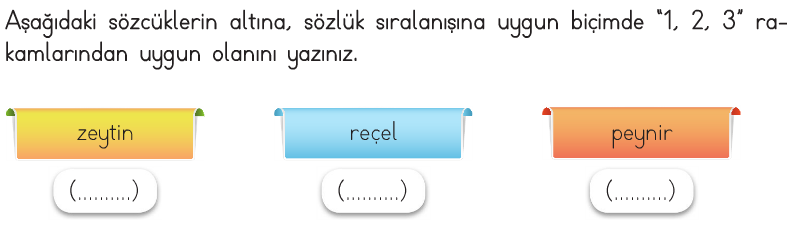 Aşağıdaki sözcüklerin altına, sözlük sıralanışına uygun biçimde "1, 2, 3" ra-
kamlarından uygun olanını yazınız.
zeytin reçel peynir
(..........) (..........) (..........)